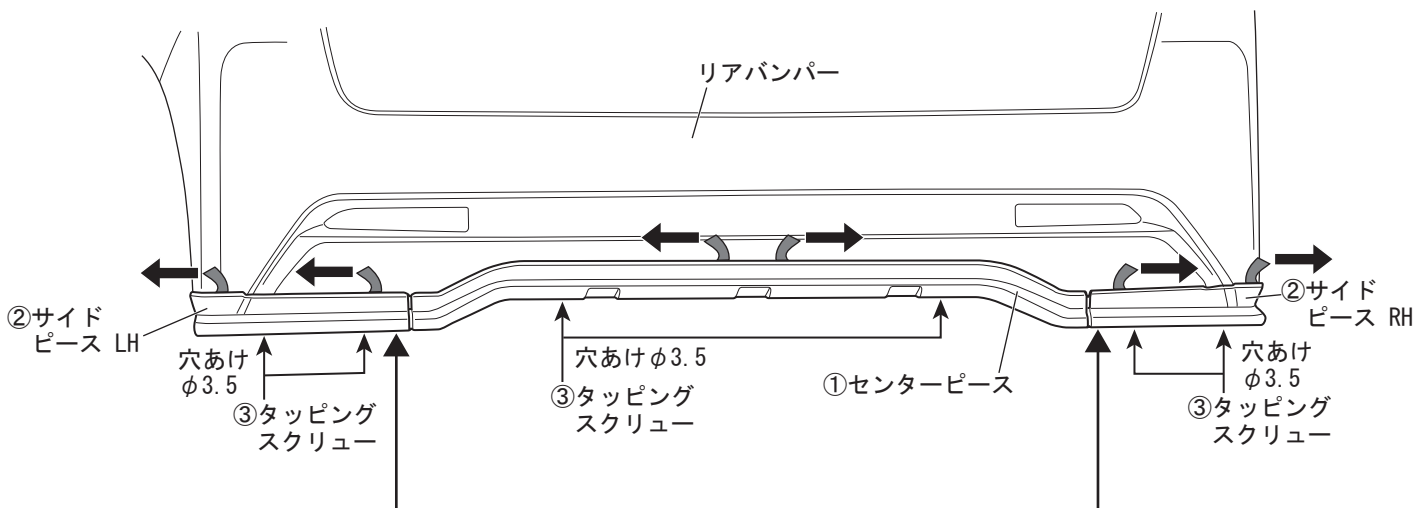 リアバンパー
②サイド
ピース LH
②サイド
ピース RH
穴あけ
φ3.5
③タッピング
スクリュー
穴あけφ3.5
③タッピング
スクリュー
①センターピース
穴あけ
φ3.5
③タッピング
スクリュー